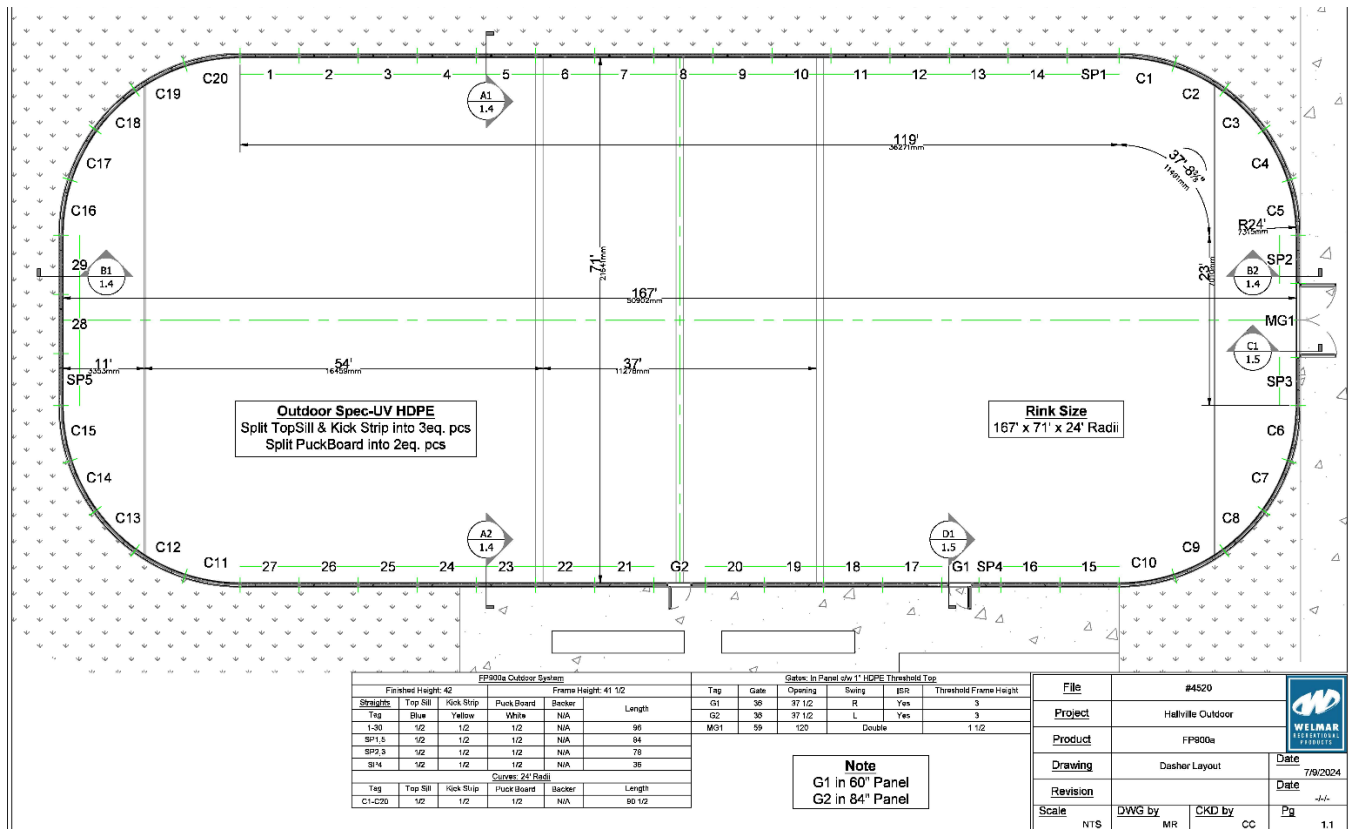 C20 1 2 3 4 5 6 7 8 9 10 11 12 13 14 SP1 C1
C19 C2
A1
1.4
C18 C3
119'
36271mm
37'-8⅜"
C17 C4
C16 C5
R24'
7315mm
71'
21641mm
23'
29 SP2
B1
1.4
B2
1.4
167'
50902mm
28 MG1
C1
1.5
11'
3353mm
54'
16459mm
37'
11278mm
SP5 SP3
Outdoor Spec-UV HDPE
Split TopSill & Kick Strip into 3eq. pcs
Split PuckBoard into 2eq. pcs
Rink Size
167' x 71' x 24' Radii
C15 C6
C14 C7
C13 C8
A2
1.4
D1
1.5
C12 C9
C11 27 26 25 24 23 22 21 G2 20 19 18 17 G1 SP4 16 15 C10
FP800a Outdoor System
Finished Height: 42 Frame Height: 41 1/2
Straights Top Sill Kick Strip Puck Board Backer Length
Tag Blue Yellow White N/A
1-30 1/2 1/2 1/2 N/A 96
SP1,5 1/2 1/2 1/2 N/A 84
SP2,3 1/2 1/2 1/2 N/A 78
SP4 1/2 1/2 1/2 N/A 36
Curves: 24' Radii
Tag Top Sill Kick Strip Puck Board Backer Length
C1-C20 1/2 1/2 1/2 N/A 90 1/2
Gates: In Panel c/w 1" HDPE Threshold Top
Tag Gate Opening Swing Threshold Frame Height
G1 37 1/2 R Yes 3
G2 37 1/2 L Yes 3
MG1 59 120 Double 1 1/2
Note
G1 in 60" Panel
G2 in 84" Panel
File #4520
Project Hallville Outdoor
Product FP800a
Drawing Dasher Layout Date 7/9/2024
Revision Date -/-/-
Scale NTS DWG by MR CKD by CC Pg 1.1
WELMAR
RECREATIONAL
PRODUCTS